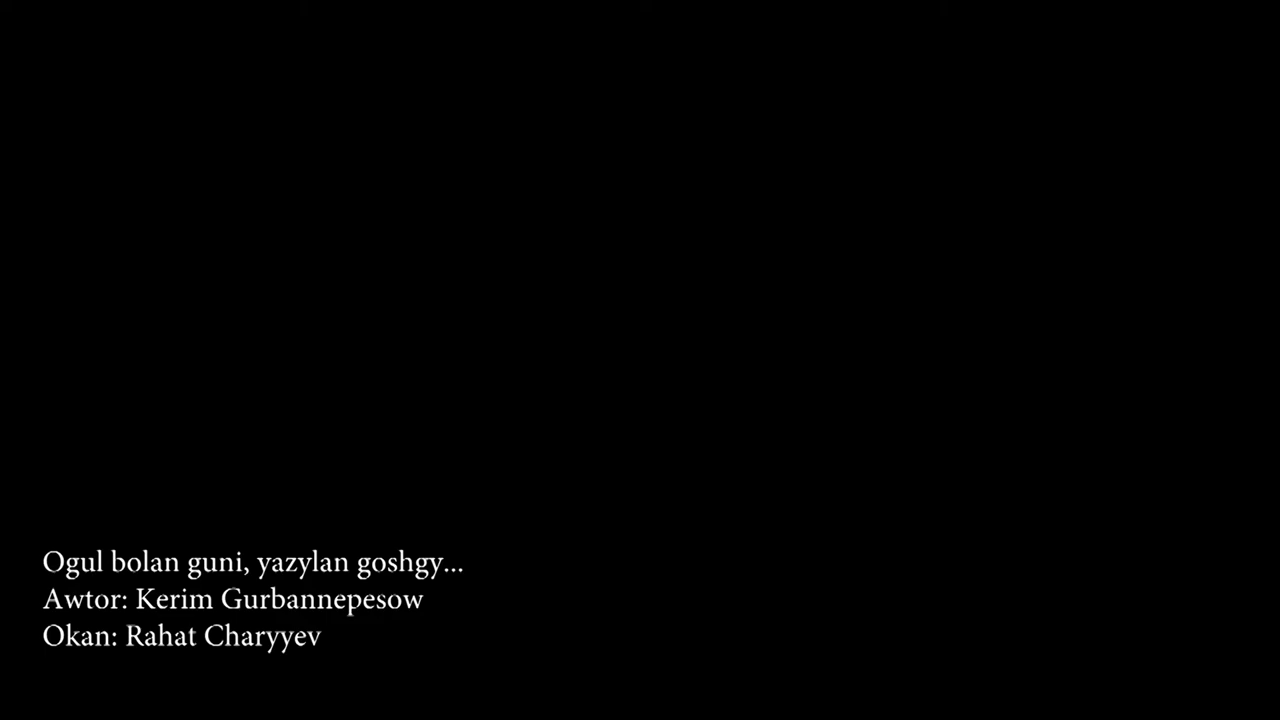 Ogul bolan guni, yazylan goshgy...
Awtor: Kerim Gurbannepesow
Okan: Rahat Charyyev